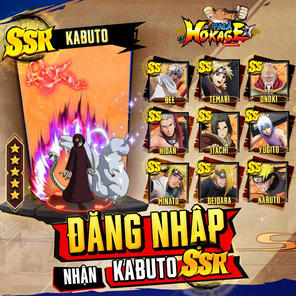 SSR KABUTO
HOKAGE
SS SS SS
BEE TEMARI ONOKI
SS SS SS
HIDAN ITACHI YUGITO
SS SS SS
MINATO DEIDARA NARUTO
ĐĂNG NHẬP
NHẬN KABUTO SSR